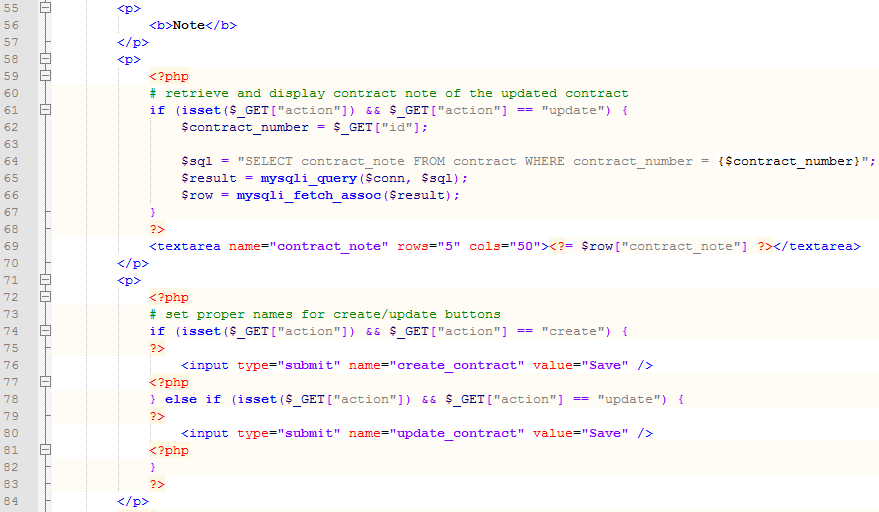 55 <p>
56 <b>Note</b>
57 </p>
58 <p>
59 <?php
60 # retrieve and display contract note of the updated contract
61 if (isset($_GET["action"]) && $_GET["action"] == "update") {
62 $contract_number = $_GET["id"];
63
64 $sql = "SELECT contract_note FROM contract WHERE contract_number = {$contract_number}";
65 $result = mysqli_query($conn, $sql);
66 $row = mysqli_fetch_assoc($result);
67 }
68 ?>
69 <textarea name="contract_note" rows="5" cols="50"><?= $row["contract_note"] ?></textarea>
70 </p>
71 <p>
72 <?php
73 # set proper names for create/update buttons
74 if (isset($_GET["action"]) && $_GET["action"] == "create") {
75 ?>
76 <input type="submit" name="create_contract" value="Save" />
77 <?php
78 } else if (isset($_GET["action"]) && $_GET["action"] == "update") {
79 ?>
80 <input type="submit" name="update_contract" value="Save" />
81 <?php
82 }
83 ?>
84 </p>